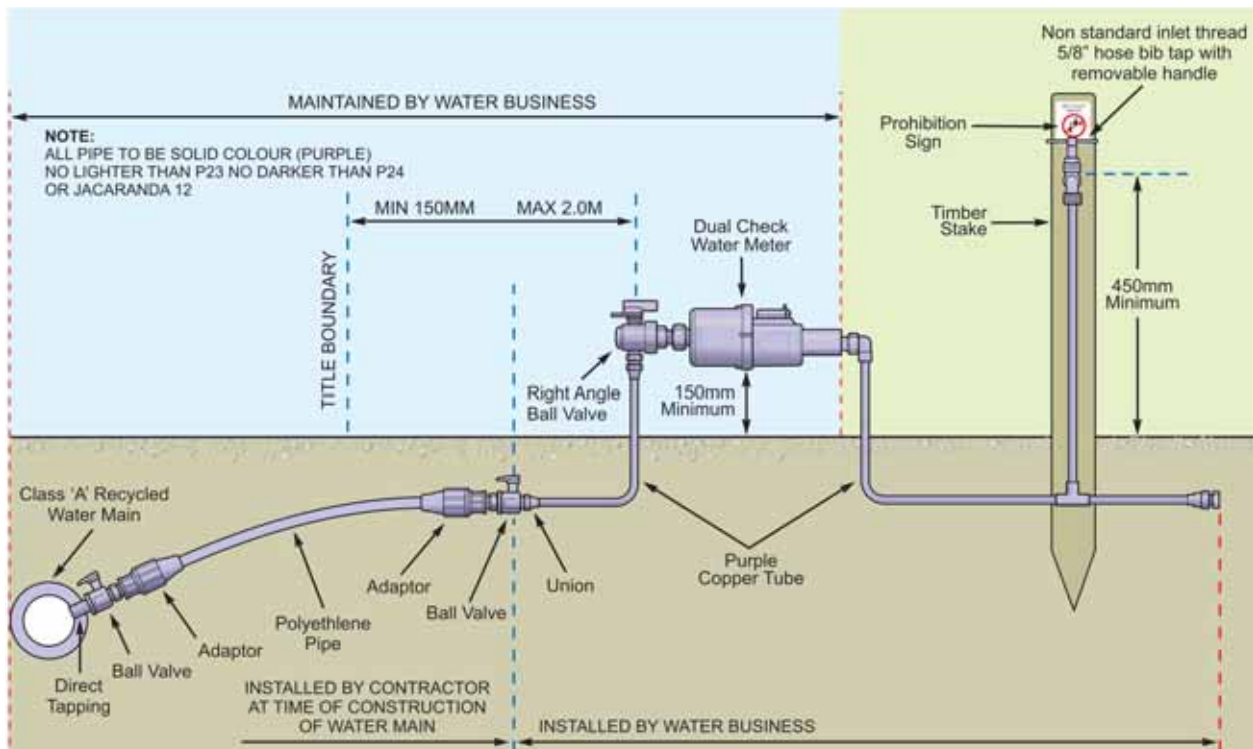 Non standard inlet thread
5/8" hose bib tap with
removable handle
MAINTAINED BY WATER BUSINESS
NOTE:
ALL PIPE TO BE SOLID COLOUR (PURPLE)
NO LIGHTER THAN P23 NO DARKER THAN P24
OR JACARANDA 12
Prohibition
Sign
MIN 150MM
MAX 2.0M
Dual Check
Water Meter
Timber
Stake
TITLE BOUNDARY
450mm
Minimum
Right Angle
Ball Valve
150mm
Minimum
Class 'A' Recycled
Water Main
Adaptor
Ball Valve
Union
Purple
Copper Tube
Polyethlene
Pipe
Adaptor
Ball Valve
Direct
Tapping
INSTALLED BY CONTRACTOR
AT TIME OF CONSTRUCTION
OF WATER MAIN
INSTALLED BY WATER BUSINESS